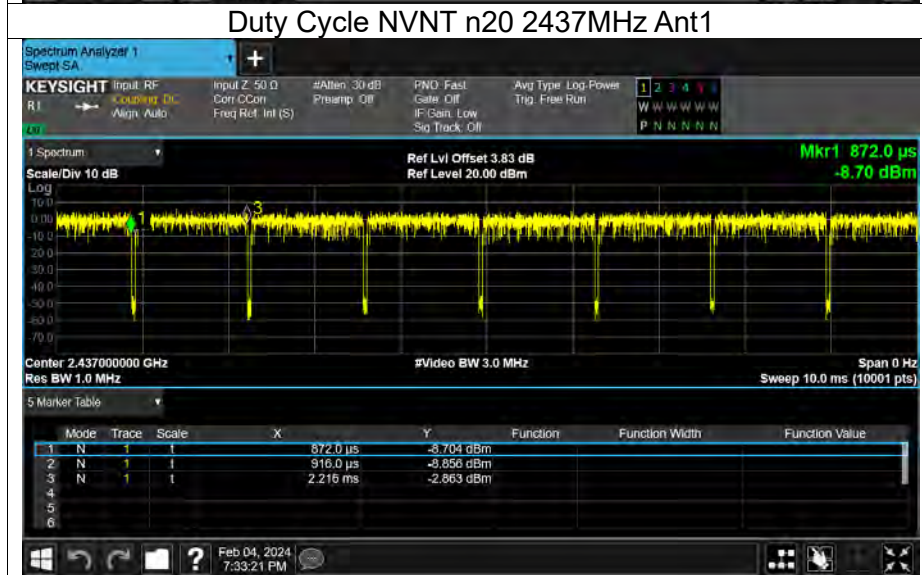 Duty Cycle NVNT n20 2437MHz Ant1
Spectrum Analyzer 1
Swept SA
+
KEYSIGHT Input: RF Input Z: 50 Ω #Atten: 30 dB PNO: Fast Avg Type: Log-Power 1 2 3 4 5 6
R1 Coupling: DC Corr CCorr Preamp: Off Gate: Off Trig: Free Run W W W W W W
Align: Auto Freq Ref: Int (S) IF Gain: Low
Sig Track: Off P N N N N N
1 Spectrum Ref Lvl Offset 3.83 dB Mkr1 872.0 µs
Scale/Div 10 dB Ref Level 20.00 dBm -8.70 dBm
Log
10.0
0.00
-10.0
-20.0
-30.0
-40.0
-50.0
-60.0
-70.0
1
3
Center 2.437000000 GHz #Video BW 3.0 MHz Span 0 Hz
Res BW 1.0 MHz Sweep 10.0 ms (10001 pts)
5 Marker Table
Mode Trace Scale X Y Function Function Width Function Value
1 N 1 t 872.0 µs -8.704 dBm
2 N 1 t 916.0 µs -8.856 dBm
3 N 1 t 2.216 ms -2.863 dBm
4
5
6
? Feb 04, 2024
7:33:21 PM